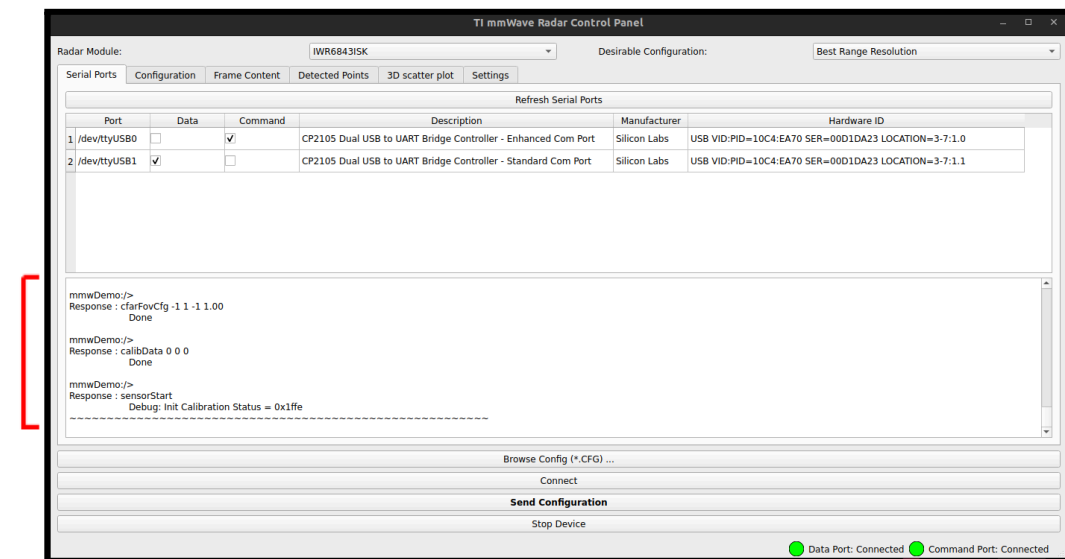 TI mmWave Radar Control Panel
Radar Module: IWR6843ISK Desirable Configuration: Best Range Resolution
Serial Ports Configuration Frame Content Detected Points 3D scatter plot Settings
Refresh Serial Ports
Port Data Command Description Manufacturer Hardware ID
1 /dev/ttyUSB0 CP2105 Dual USB to UART Bridge Controller - Enhanced Com Port Silicon Labs USB VID:PID=10C4:EA70 SER=00D1DA23 LOCATION=3-7:1.0
2 /dev/ttyUSB1 CP2105 Dual USB to UART Bridge Controller - Standard Com Port Silicon Labs USB VID:PID=10C4:EA70 SER=00D1DA23 LOCATION=3-7:1.1
mmwDemo:/>
Response : cfarFovCfg -1 1 -1 1.00
Done
mmwDemo:/>
Response : calibData 0 0 0
Done
mmwDemo:/>
Response : sensorStart
Debug: Init Calibration Status = 0x1ffe
~~~~~~~~~~~~~~~~~~~~~~~~~~~~~~~~~~~~~~~~~~~~~~~~~~~~~~~~
Browse Config (*.CFG) ...
Connect
Send Configuration
Stop Device
Data Port: Connected Command Port: Connected